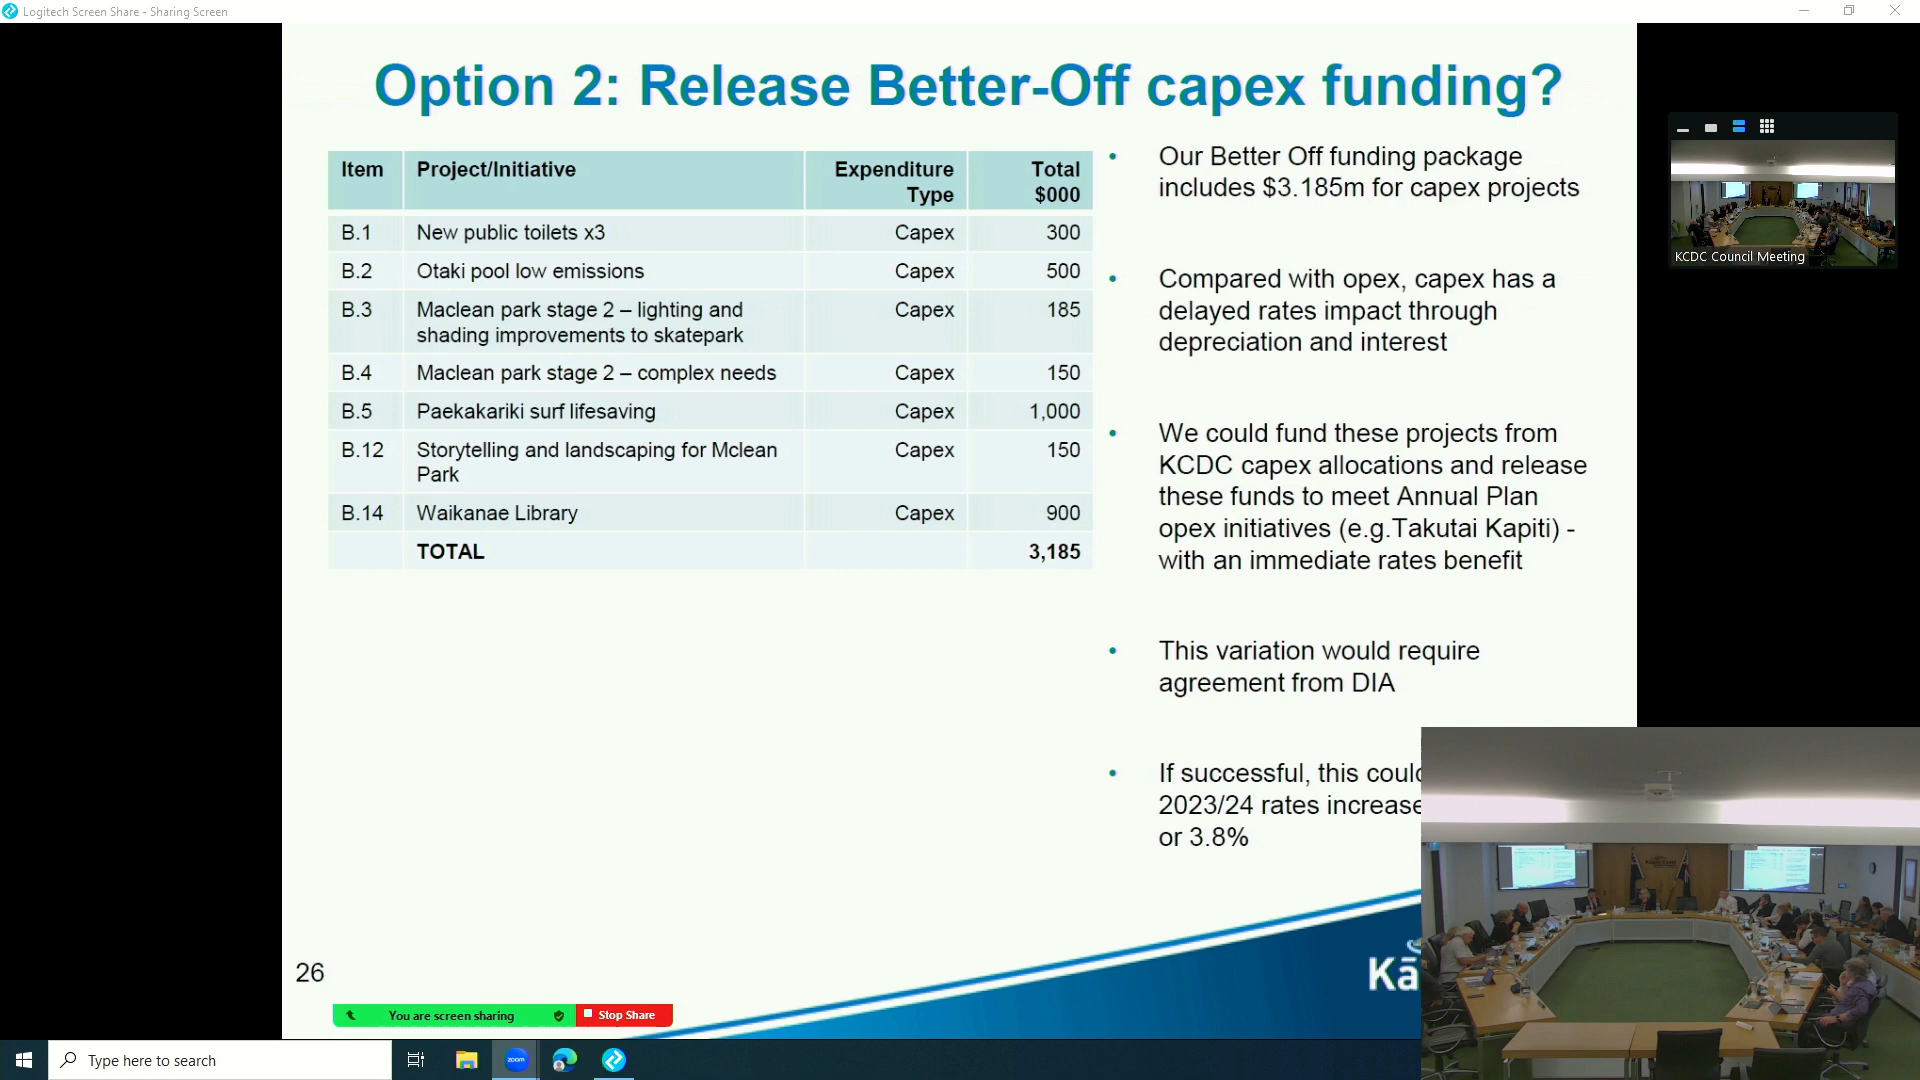 Logitech Screen Share - Sharing Screen
Option 2: Release Better-Off capex funding?
Item Project/Initiative Expenditure Type Total $000
B.1 New public toilets x3 Capex 300
B.2 Otaki pool low emissions Capex 500
B.3 Maclean park stage 2 – lighting and shading improvements to skatepark Capex 185
B.4 Maclean park stage 2 – complex needs Capex 150
B.5 Paekakariki surf lifesaving Capex 1,000
B.12 Storytelling and landscaping for Mclean Park Capex 150
B.14 Waikanae Library Capex 900
TOTAL 3,185
• Our Better Off funding package
includes $3.185m for capex projects
• Compared with opex, capex has a
delayed rates impact through
depreciation and interest
• We could fund these projects from
KCDC capex allocations and release
these funds to meet Annual Plan
opex initiatives (e.g.Takutai Kapiti) -
with an immediate rates benefit
• This variation would require
agreement from DIA
• If successful, this could
2023/24 rates increase
or 3.8%
KCDC Council Meeting
26
Kā
You are screen sharing
Stop Share
Type here to search
zoom